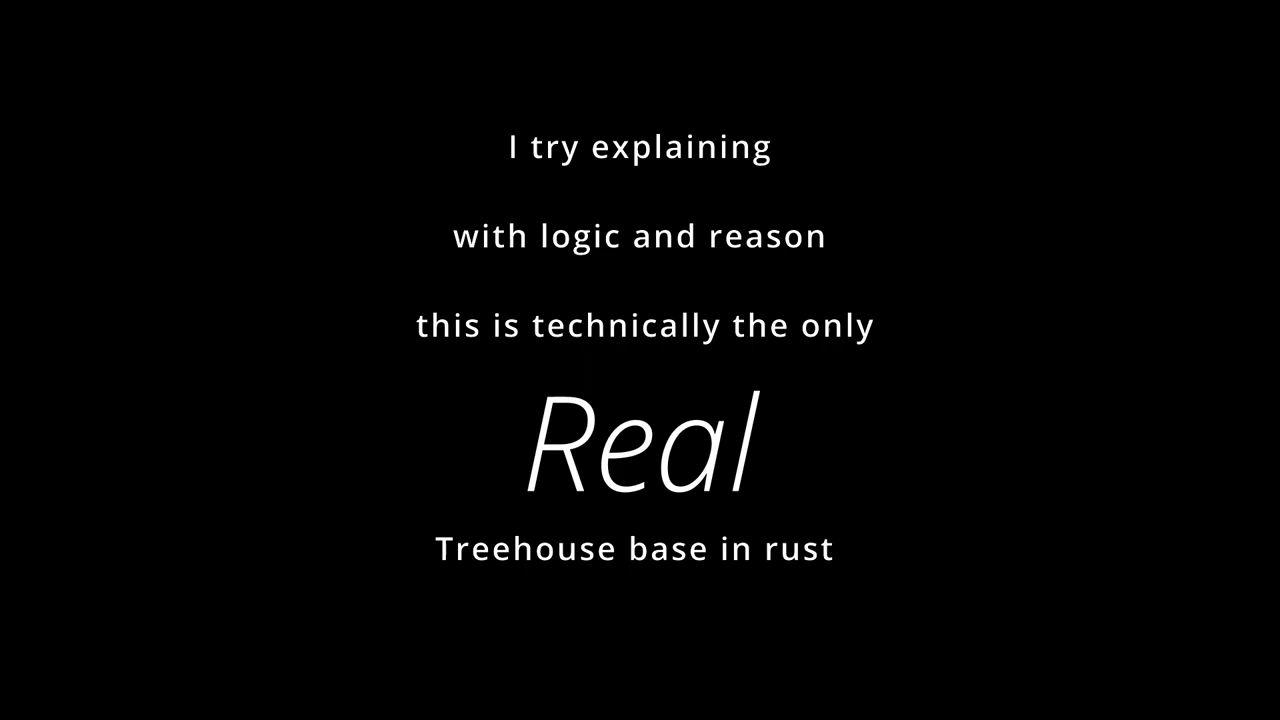 I try explaining
with logic and reason
this is technically the only
Real
Treehouse base in rust